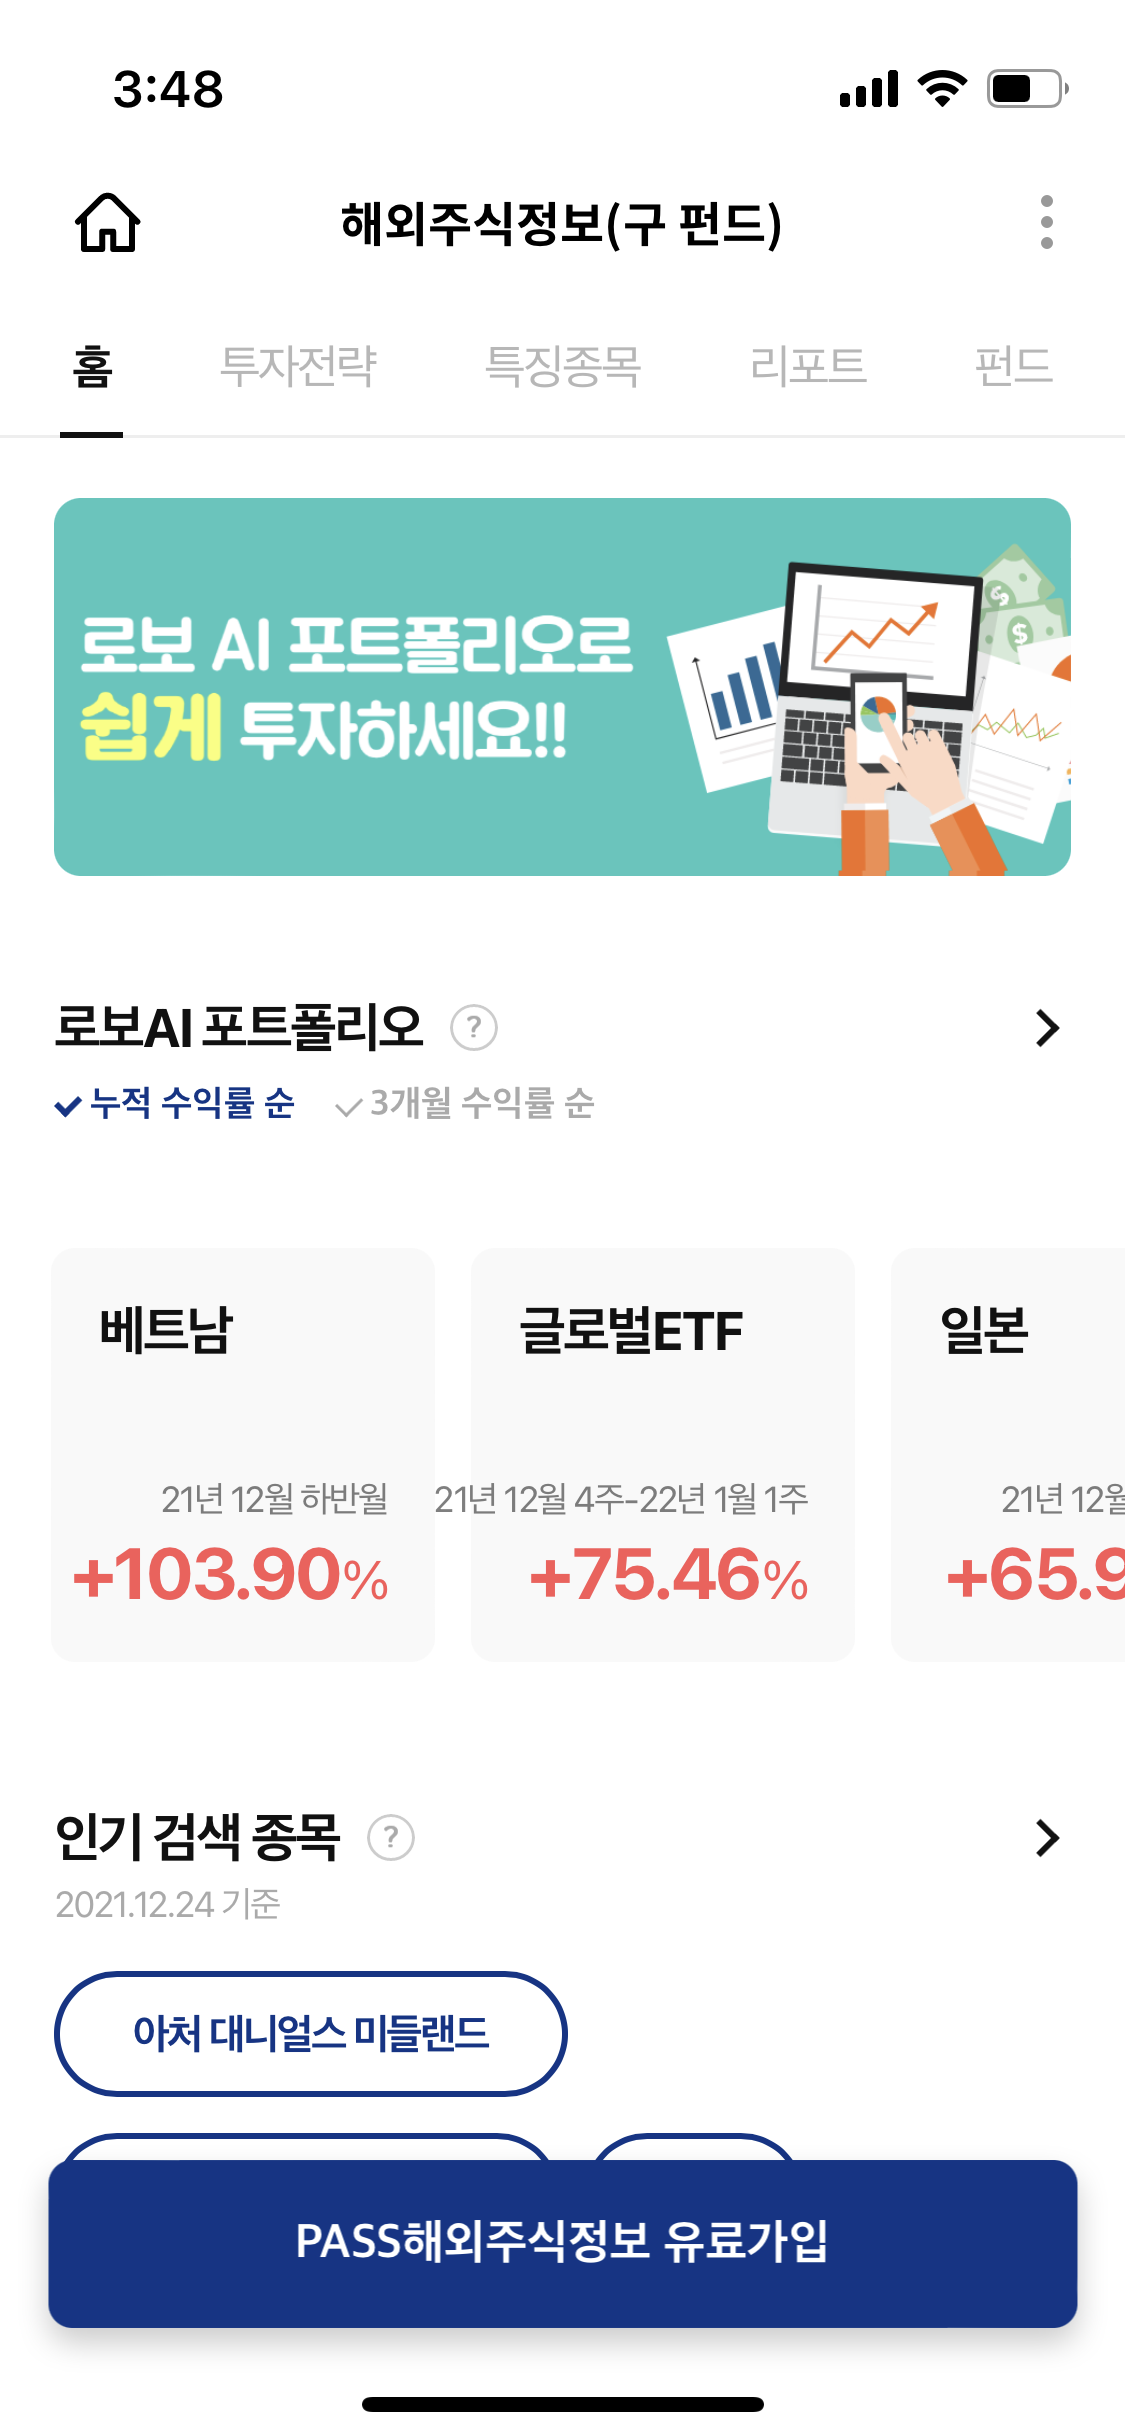 3:48
해외주식정보(구 펀드)
홈 투자전략 특징종목 리포트 펀드
로보 AI 포트폴리오로
쉽게 투자하세요!!
로보AI 포트폴리오 ?
누적 수익률 순 3개월 수익률 순
베트남 글로벌ETF 일본
21년 12월 하반월 21년 12월 4주-22년 1월 1주 21년 12월
+103.90% +75.46% +65.9
인기 검색 종목 ?
2021.12.24 기준
아처 대니얼스 미들랜드
PASS해외주식정보 유료가입